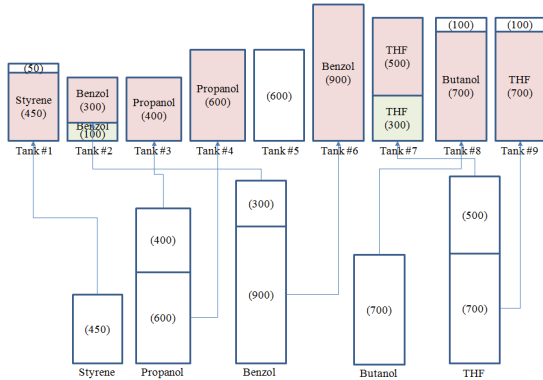 (50)
Styrene
(450)
Tank #1
Benzol
(300)
Benzol
(100)
Tank #2
Propanol
(400)
Tank #3
Propanol
(600)
Tank #4
(600)
Tank #5
Benzol
(900)
Tank #6
THF
(500)
THF
(300)
Tank #7
(100)
Butanol
(700)
Tank #8
(100)
THF
(700)
Tank #9
(450)
Styrene
(400)
(600)
Propanol
(300)
(900)
Benzol
(700)
Butanol
(500)
(700)
THF